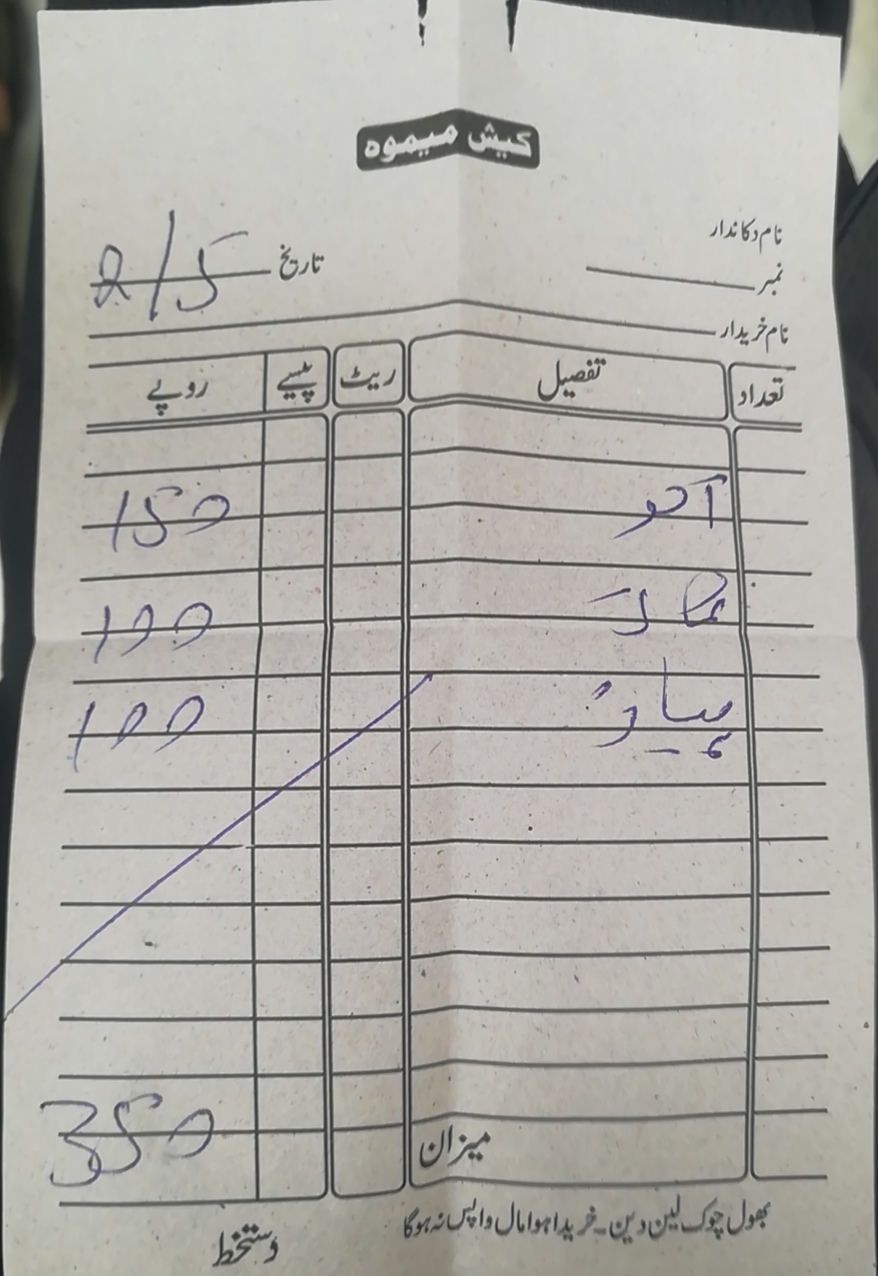 کیش میموہ
نام دکاندار
نمبر تاریخ 2/5
نام خریدار
تعداد تفصیل ریٹ پیسے روپے
آلو 150
ٹماٹر 100
پیاز 100
میزان 350
بھول چوک لین دین ۔ خریدا ہوا مال واپس نہ ہوگا
دستخط